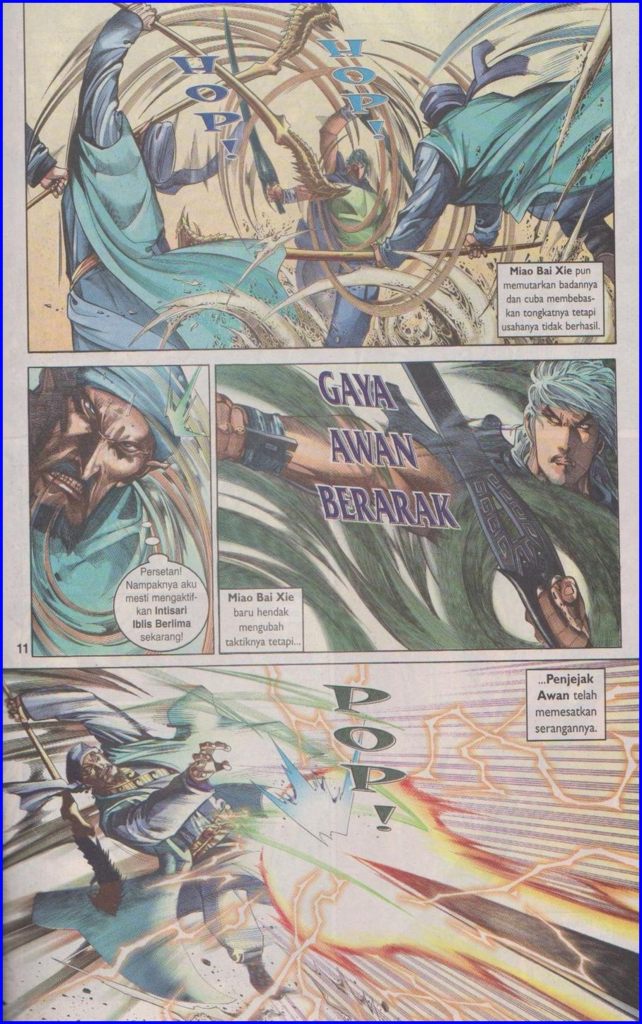 HOP!
HOP!
Miao Bai Xie pun
memutarkan badannya
dan cuba membebas-
kan tongkatnya tetapi
usahanya tidak berhasil.
Persetan!
Nampaknya aku
mesti mengaktif-
kan Intisari
Iblis Berlima
sekarang!
11
GAYA
AWAN
BERARAK
Miao Bai Xie
baru hendak
mengubah
taktiknya tetapi...
...Penjejak
Awan telah
memesatkan
serangannya.
POP!